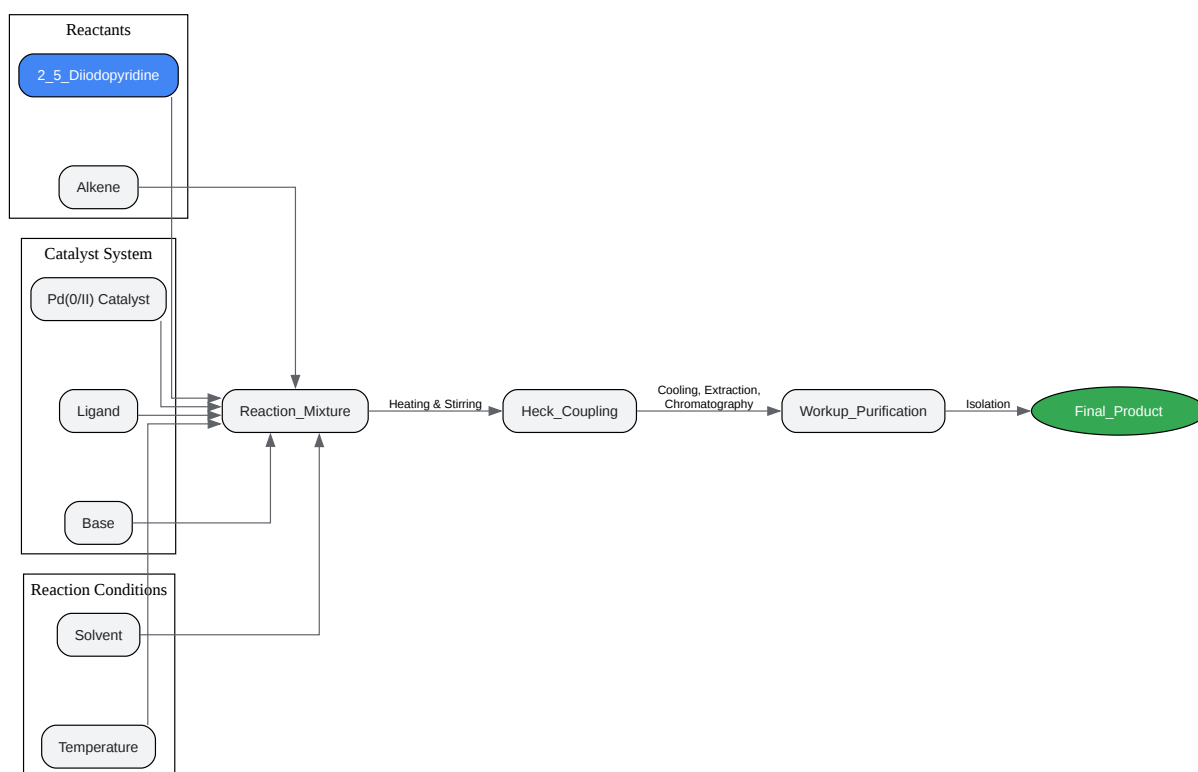 Reactants
2_5_Diiodopyridine
Alkene
Catalyst System
Pd(0/II) Catalyst
Ligand
Base
Reaction Conditions
Solvent
Temperature
Reaction_Mixture
Heating & Stirring
Heck_Coupling
Cooling, Extraction,
Chromatography
Workup_Purification
Isolation
Final_Product